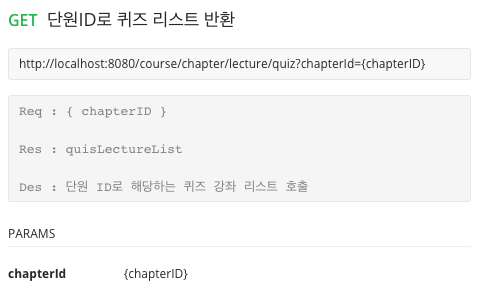 GET 단원ID로 퀴즈 리스트 반환
http://localhost:8080/course/chapter/lecture/quiz?chapterId={chapterID}
Req : { chapterID }
Res : quisLectureList
Des : 단원 ID로 해당하는 퀴즈 강좌 리스트 호출
PARAMS
chapterId {chapterID}